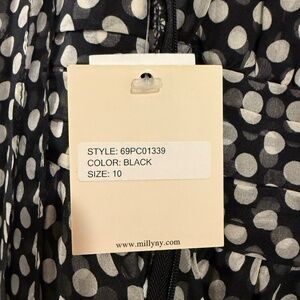 STYLE: 69PC01339
COLOR: BLACK
SIZE: 10
www.millyny.com